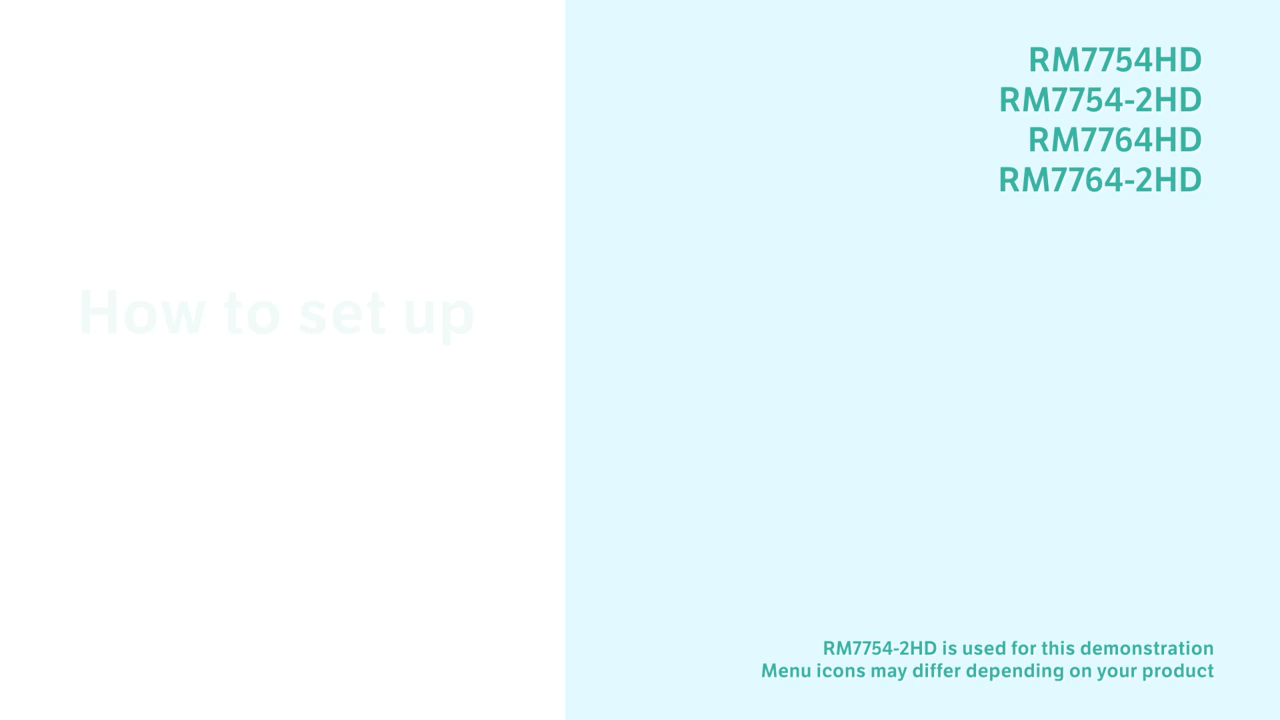 How to set up
RM7754HD
RM7754-2HD
RM7764HD
RM7764-2HD
RM7754-2HD is used for this demonstration
Menu icons may differ depending on your product